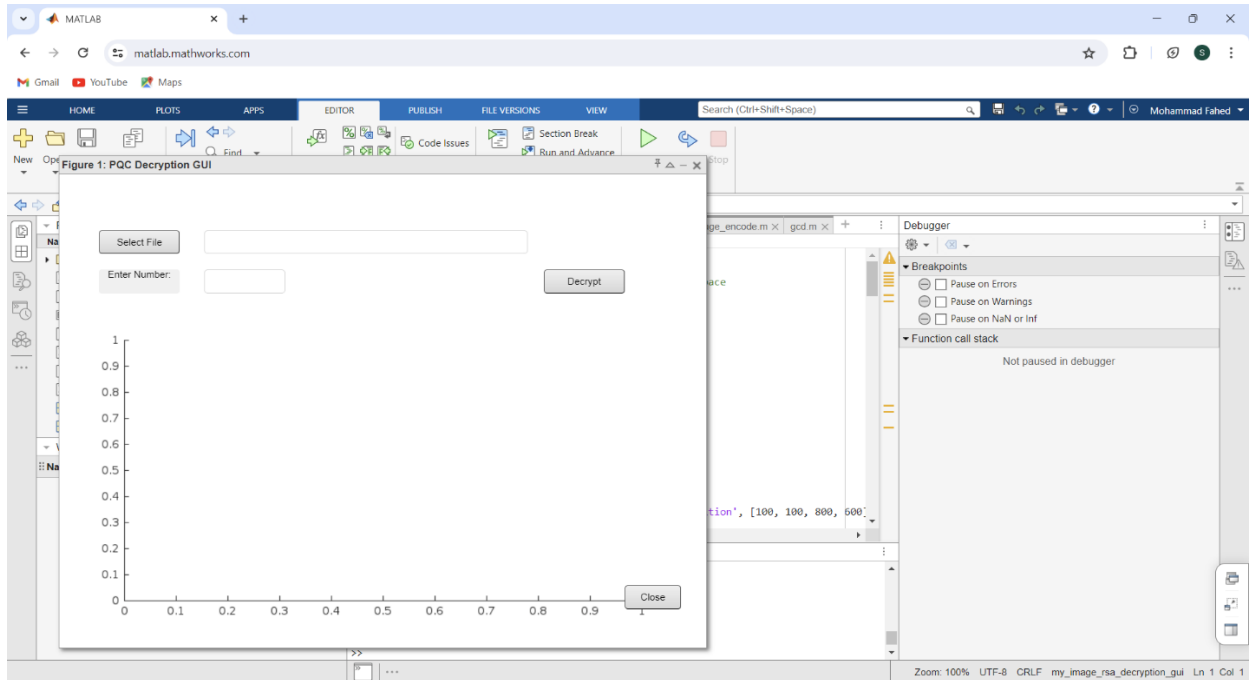 MATLAB
matlab.mathworks.com
Gmail YouTube Maps
HOME PLOTS APPS EDITOR PUBLISH FILE VERSIONS VIEW Search (Ctrl+Shift+Space) Mohammad Fahed
Find Code Issues Section Break
New Run and Advance Stop
Figure 1: PQC Decryption GUI
ge_encode.m gcd.m Debugger
Select File
Breakpoints
Enter Number: Decrypt
ace Pause on Errors
Pause on Warnings
Pause on NaN or Inf
Function call stack
Not paused in debugger
1
0.9
0.8
0.7
0.6
0.5
0.4
0.3
0.2
0.1
0
tion', [100, 100, 800, 600]
Close
0 0.1 0.2 0.3 0.4 0.5 0.6 0.7 0.8 0.9 1
>>
Zoom: 100% UTF-8 CRLF my_image_rsa_decryption_gui Ln 1 Col 1